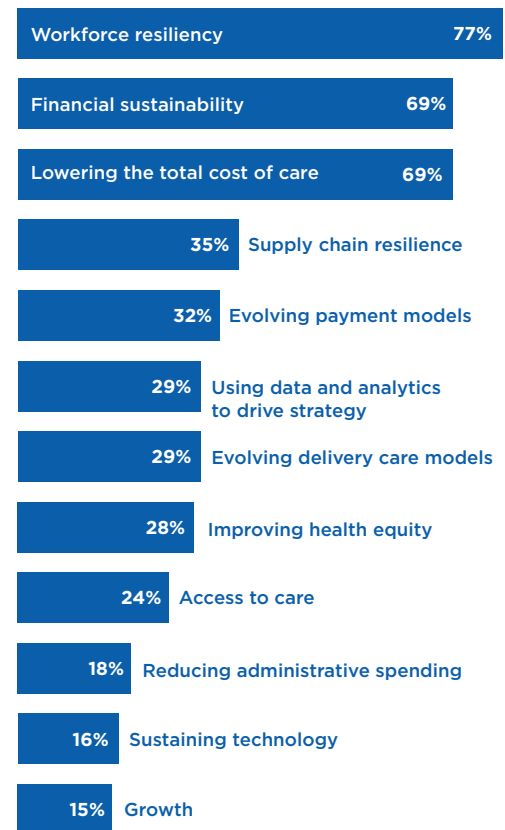 Workforce resiliency 77%
Financial sustainability 69%
Lowering the total cost of care 69%
35% Supply chain resilience
32% Evolving payment models
29% Using data and analytics
to drive strategy
29% Evolving delivery care models
28% Improving health equity
24% Access to care
18% Reducing administrative spending
16% Sustaining technology
15% Growth